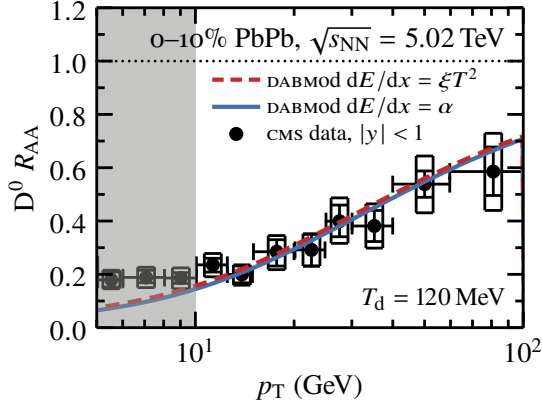 0–10% PbPb, √sNN = 5.02 TeV
DABMod dE/dx = ξT²
DABMod dE/dx = α
CMS data, |y| < 1
Td = 120 MeV
D⁰ RAA
1.0
0.8
0.6
0.4
0.2
0.0
10¹ 10²
pT (GeV)